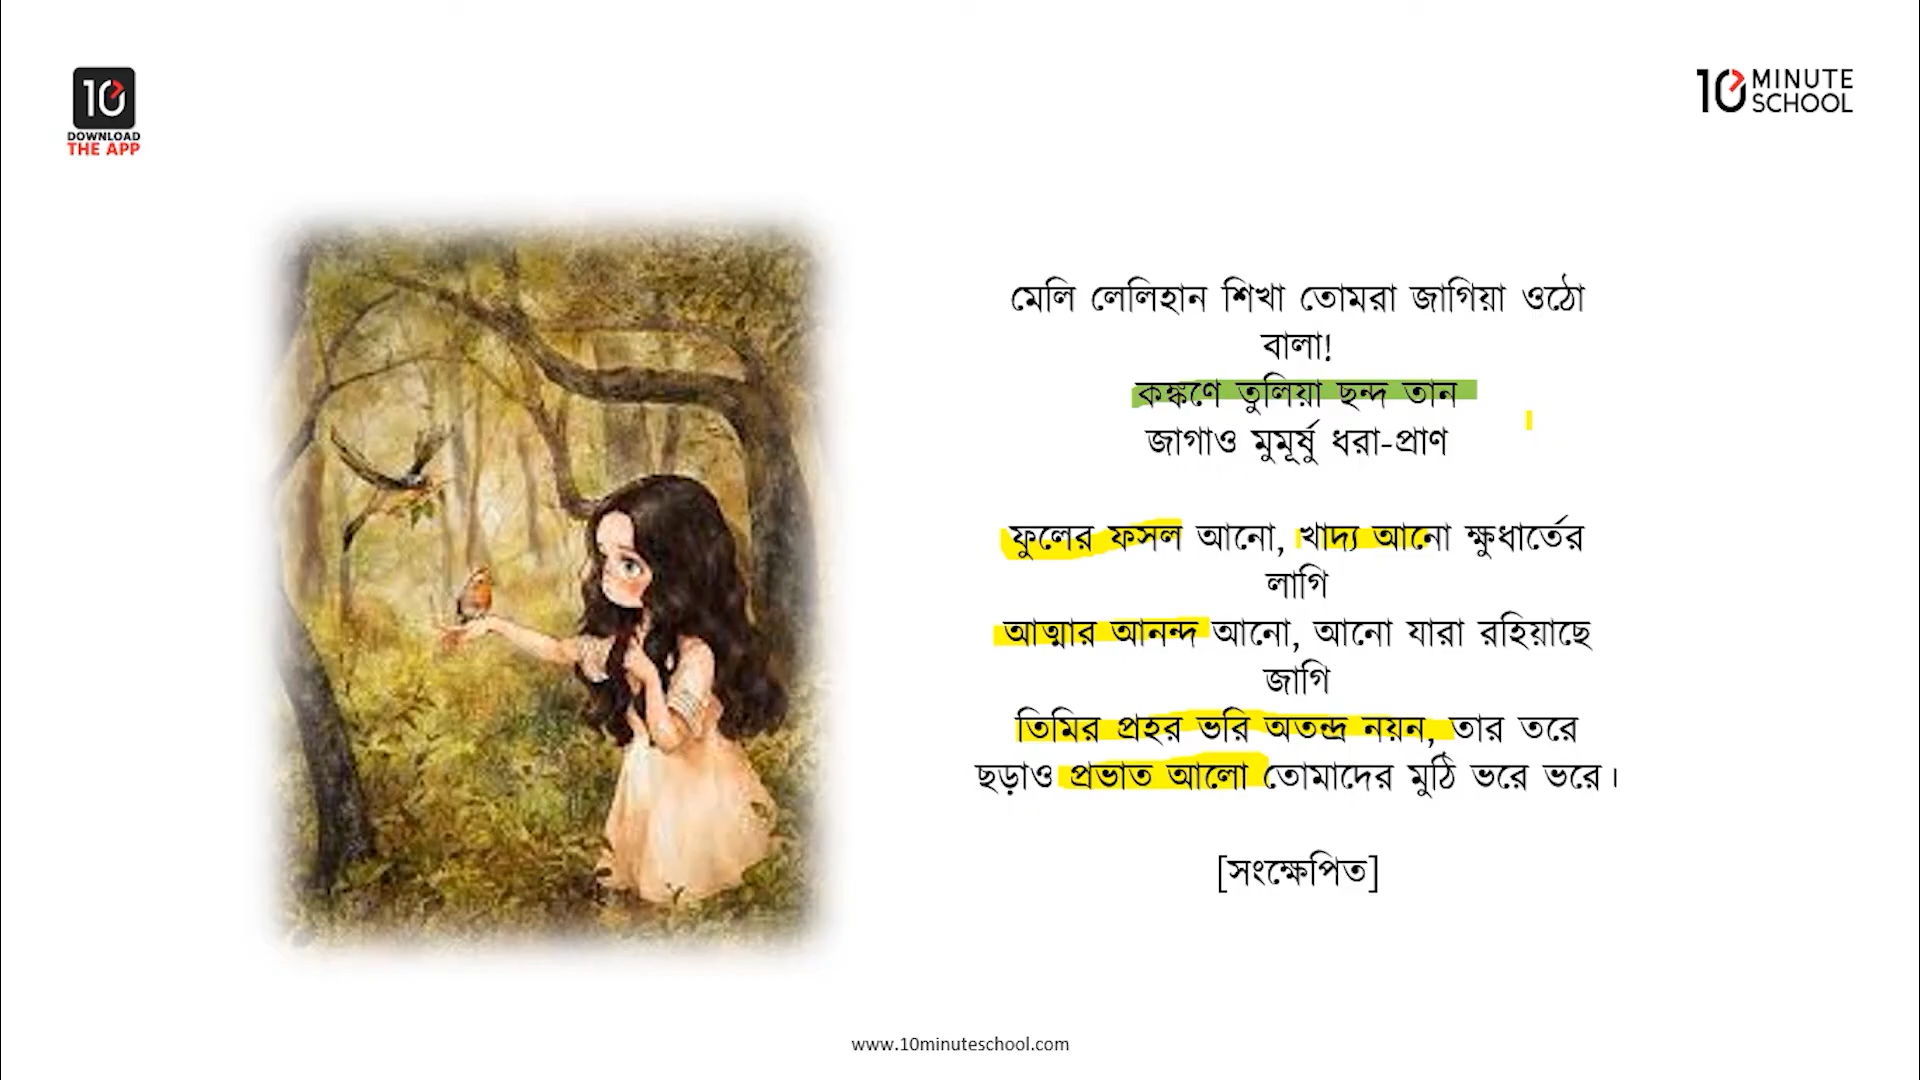 10
DOWNLOAD
THE APP
10 MINUTE
SCHOOL
মেলি লেলিহান শিখা তোমরা জাগিয়া ওঠো
বালা!
কঙ্কণে তুলিয়া ছন্দ তান
জাগাও মুমূর্ষু ধরা-প্রাণ
ফুলের ফসল আনো, খাদ্য আনো ক্ষুধার্তের
লাগি
আত্মার আনন্দ আনো, আনো যারা রহিয়াছে
জাগি
তিমির প্রহর ভরি অতন্দ্র নয়ন, তার তরে
ছড়াও প্রভাত আলো তোমাদের মুঠি ভরে ভরে।
[সংক্ষেপিত]
www.10minuteschool.com